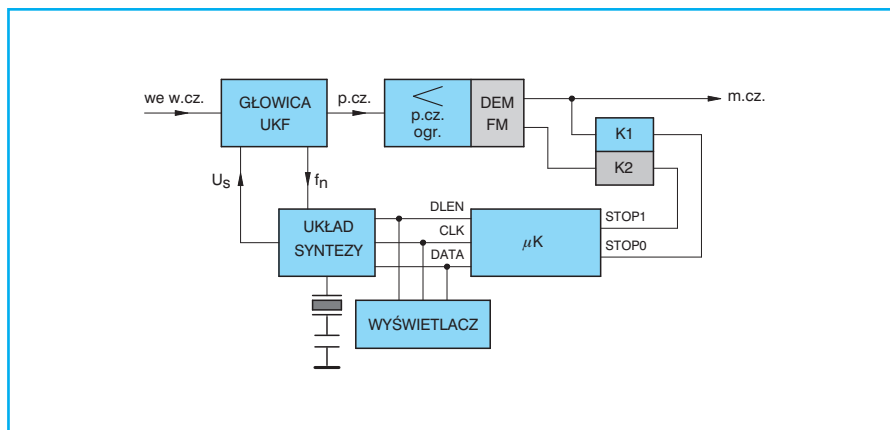 we w.cz.
GŁOWICA
UKF
p.cz.
p.cz.
ogr.
DEM
FM
m.cz.
K1
K2
Us
fn
UKŁAD
SYNTEZY
DLEN
CLK
DATA
µK
STOP1
STOP0
WYŚWIETLACZ